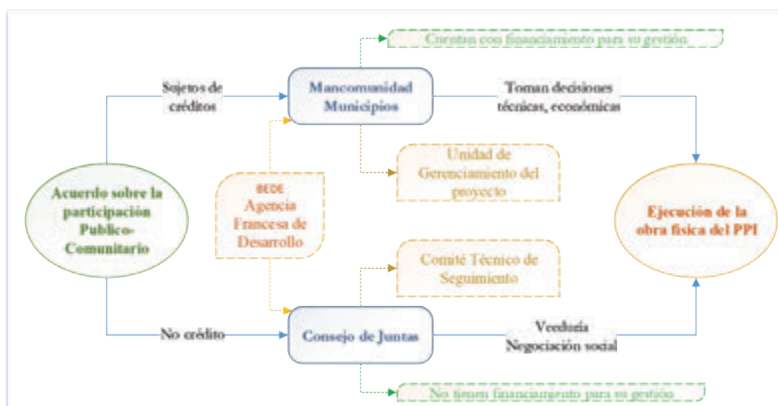 Cuentan con financiamiento para su gestión
Sujetos de
créditos
Mancomunidad
Municipios
Toman decisiones
técnicas, económicas
Unidad de
Gerenciamiento del
proyecto
BEDE
Agencia
Francesa de
Desarrollo
Acuerdo sobre la
participación
Publico-
Comunitario
Ejecución de la
obra física del PPI
Comité Técnico de
Seguimiento
No crédito
Consejo de Juntas
Veeduría
Negociación social
No tienen financiamiento para su gestión